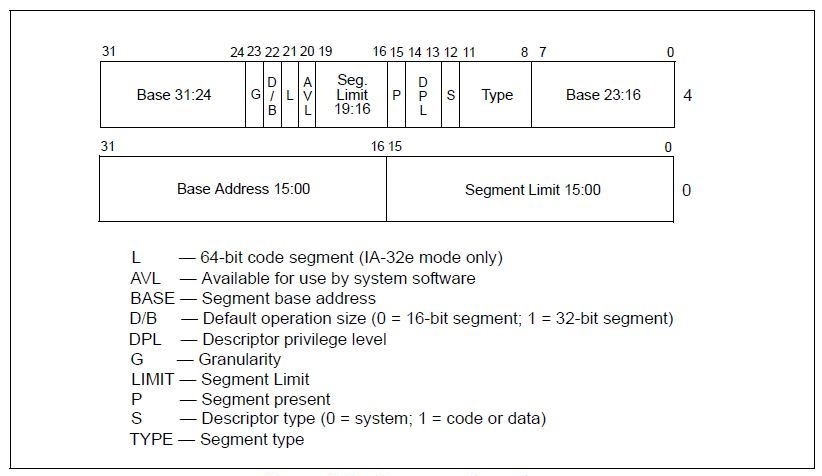 31 24 23 22 21 20 19 16 15 14 13 12 11 8 7 0
Base 31:24 G D/B L AVL Seg. Limit 19:16 P DPL S Type Base 23:16 4
31 16 15 0
Base Address 15:00 Segment Limit 15:00 0
L — 64-bit code segment (IA-32e mode only)
AVL — Available for use by system software
BASE — Segment base address
D/B — Default operation size (0 = 16-bit segment; 1 = 32-bit segment)
DPL — Descriptor privilege level
G — Granularity
LIMIT — Segment Limit
P — Segment present
S — Descriptor type (0 = system; 1 = code or data)
TYPE — Segment type